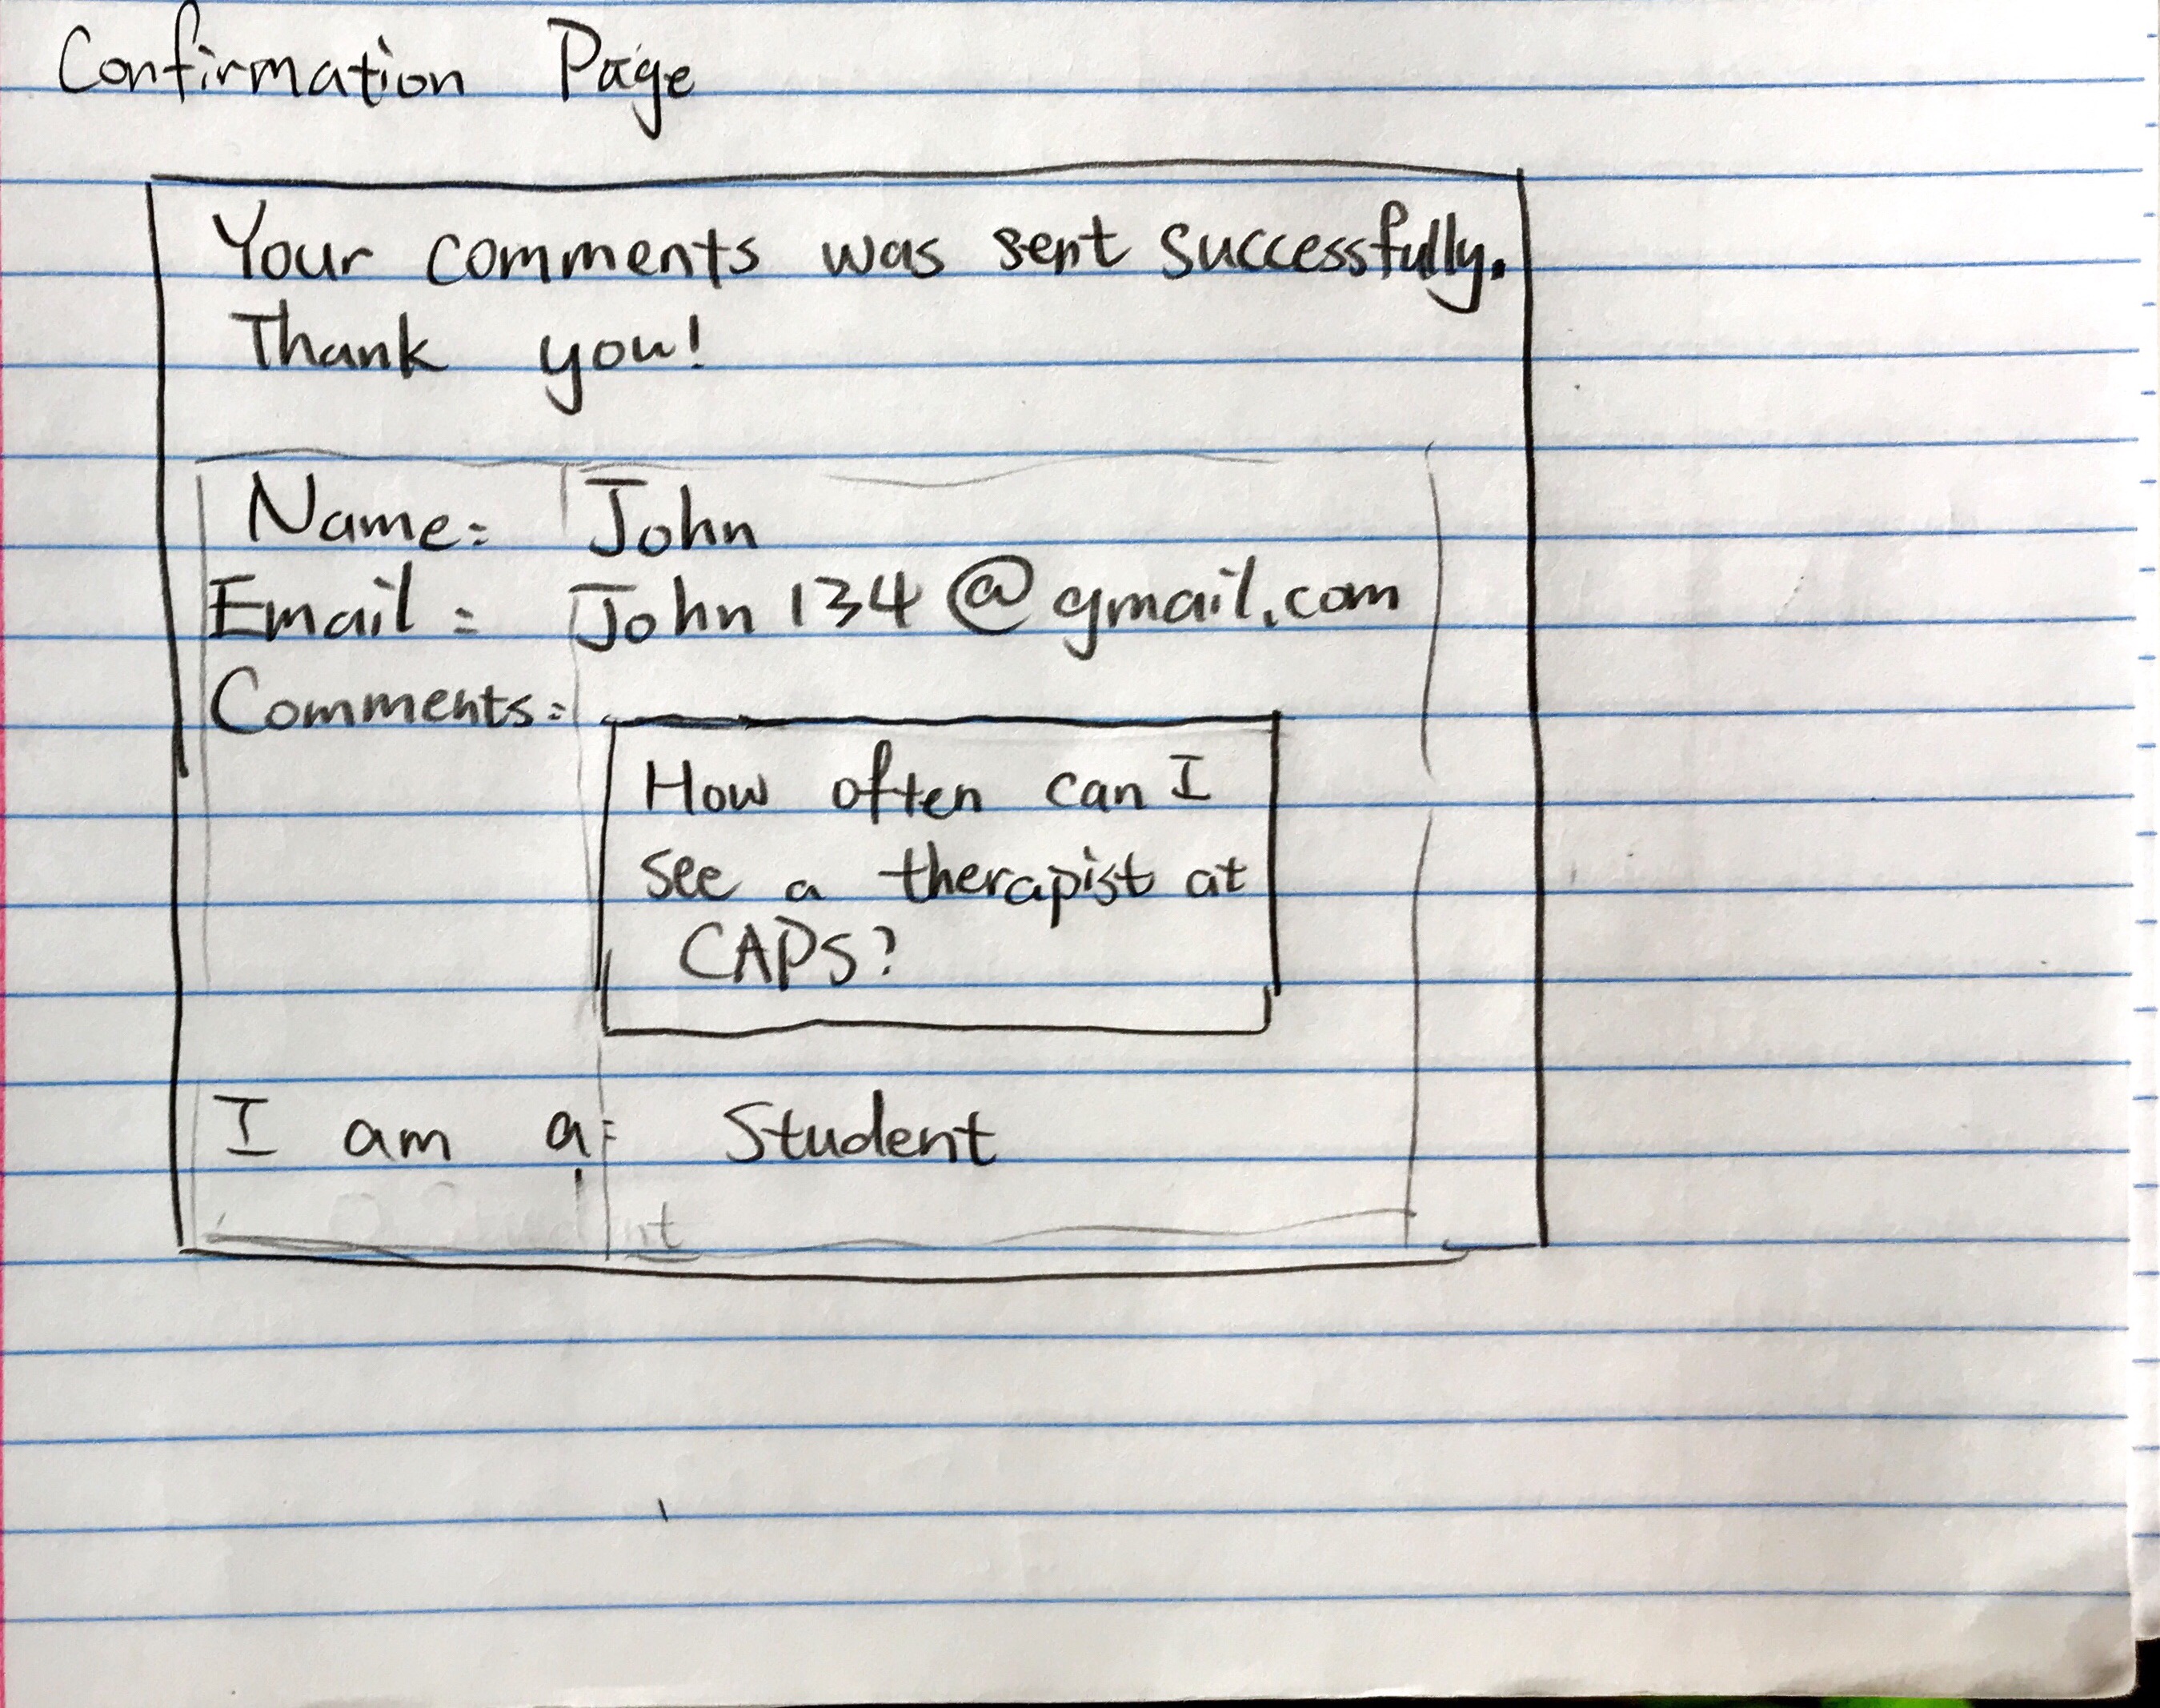 Confirmation Page
Your comments was sent successfully.
Thank you!
Name: John
Email: John134@gmail.com
Comments:
How often can I
see a therapist at
CAPS?
I am a: Student